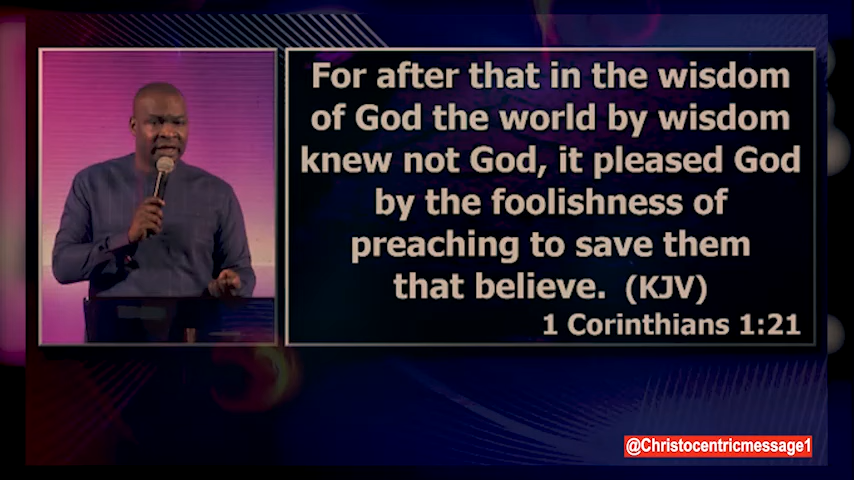 For after that in the wisdom
of God the world by wisdom
knew not God, it pleased God
by the foolishness of
preaching to save them
that believe. (KJV)
1 Corinthians 1:21
@Christocentricmessage1